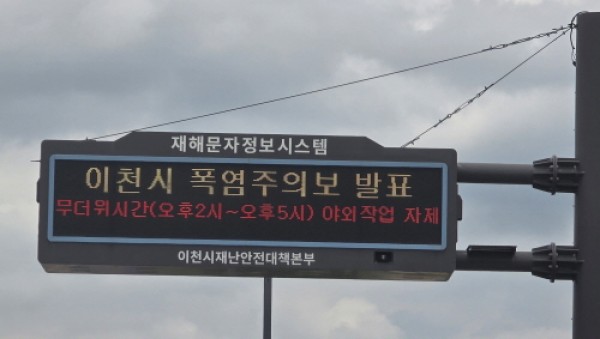 재해문자정보시스템
이천시 폭염주의보 발표
무더위시간(오후2시~오후5시) 야외작업 자제
이천시재난안전대책본부